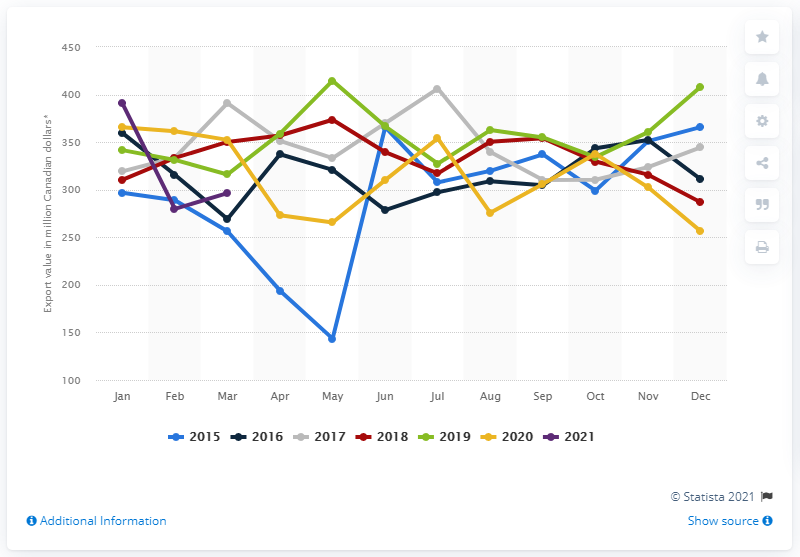 450
400
350
300
250
200
150
100
Export value in million Canadian dollars*
Jan Feb Mar Apr May Jun Jul Aug Sep Oct Nov Dec
2015 2016 2017 2018 2019 2020 2021
© Statista 2021
Additional Information
Show source